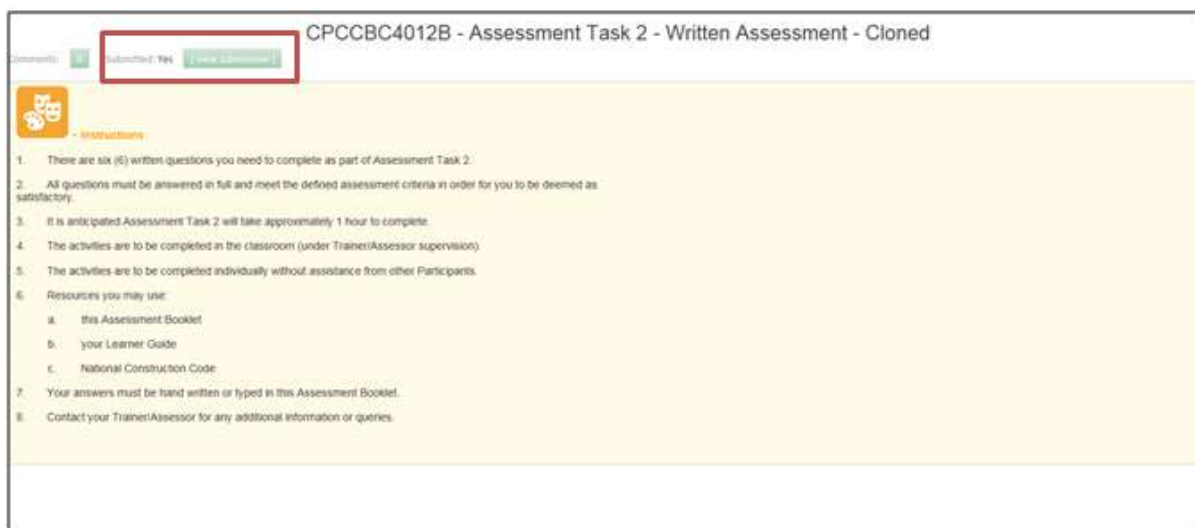 CPCCBC4012B - Assessment Task 2 - Written Assessment - Cloned
Comments: 0 Submitted: Yes [ View Submission ]
- Instructions
1. There are six (6) written questions you need to complete as part of Assessment Task 2.
2. All questions must be answered in full and meet the defined assessment criteria in order for you to be deemed as
satisfactory.
3. It is anticipated Assessment Task 2 will take approximately 1 hour to complete.
4. The activities are to be completed in the classroom (under Trainer/Assessor supervision).
5. The activities are to be completed individually without assistance from other Participants.
6. Resources you may use:
a. this Assessment Booklet
b. your Learner Guide
c. National Construction Code
7. Your answers must be hand written or typed in this Assessment Booklet.
8. Contact your Trainer/Assessor for any additional information or queries.